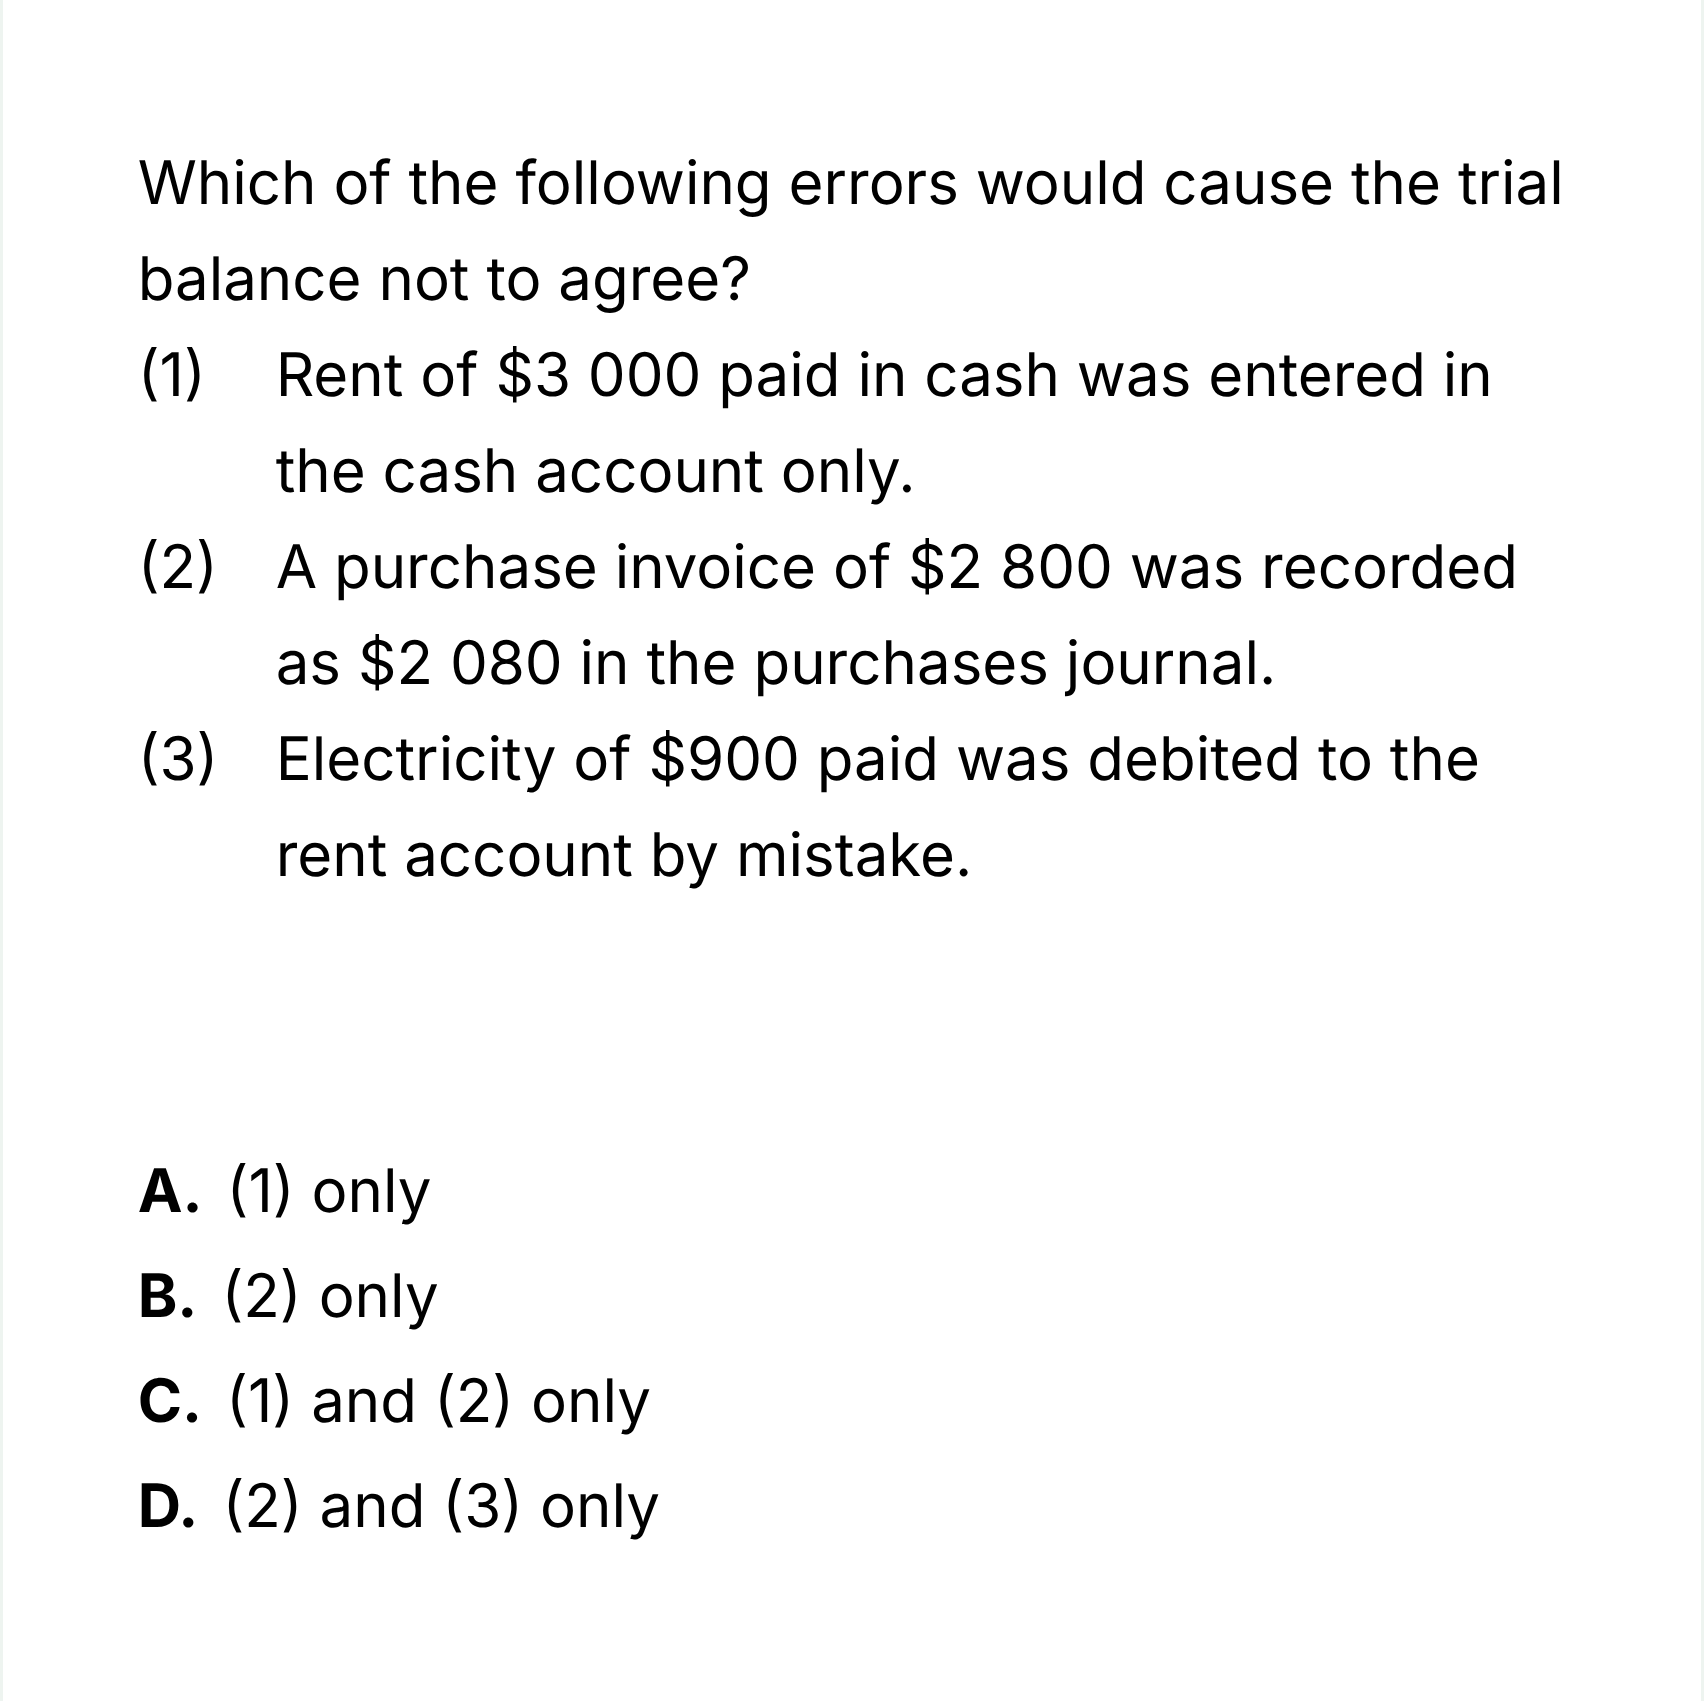 Which of the following errors would cause the trial
balance not to agree?
(1) Rent of $3 000 paid in cash was entered in
the cash account only.
(2) A purchase invoice of $2 800 was recorded
as $2 080 in the purchases journal.
(3) Electricity of $900 paid was debited to the
rent account by mistake.
A. (1) only
B. (2) only
C. (1) and (2) only
D. (2) and (3) only